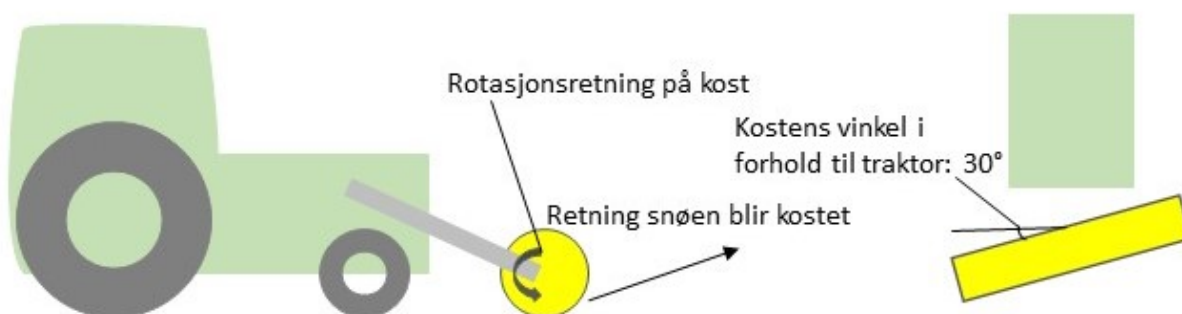 Rotasjonsretning på kost
Kostens vinkel i
forhold til traktor: 30°
Retning snøen blir kostet